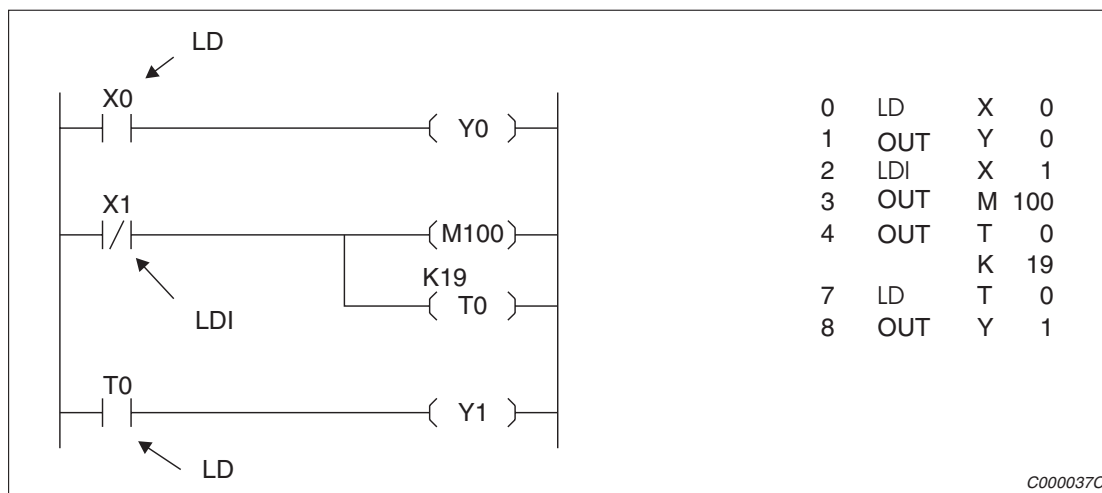 LD
X0
Y0
X1
M100
K19
T0
LDI
T0
Y1
LD
0 LD X 0
1 OUT Y 0
2 LDI X 1
3 OUT M 100
4 OUT T 0
K 19
7 LD T 0
8 OUT Y 1
C000037C